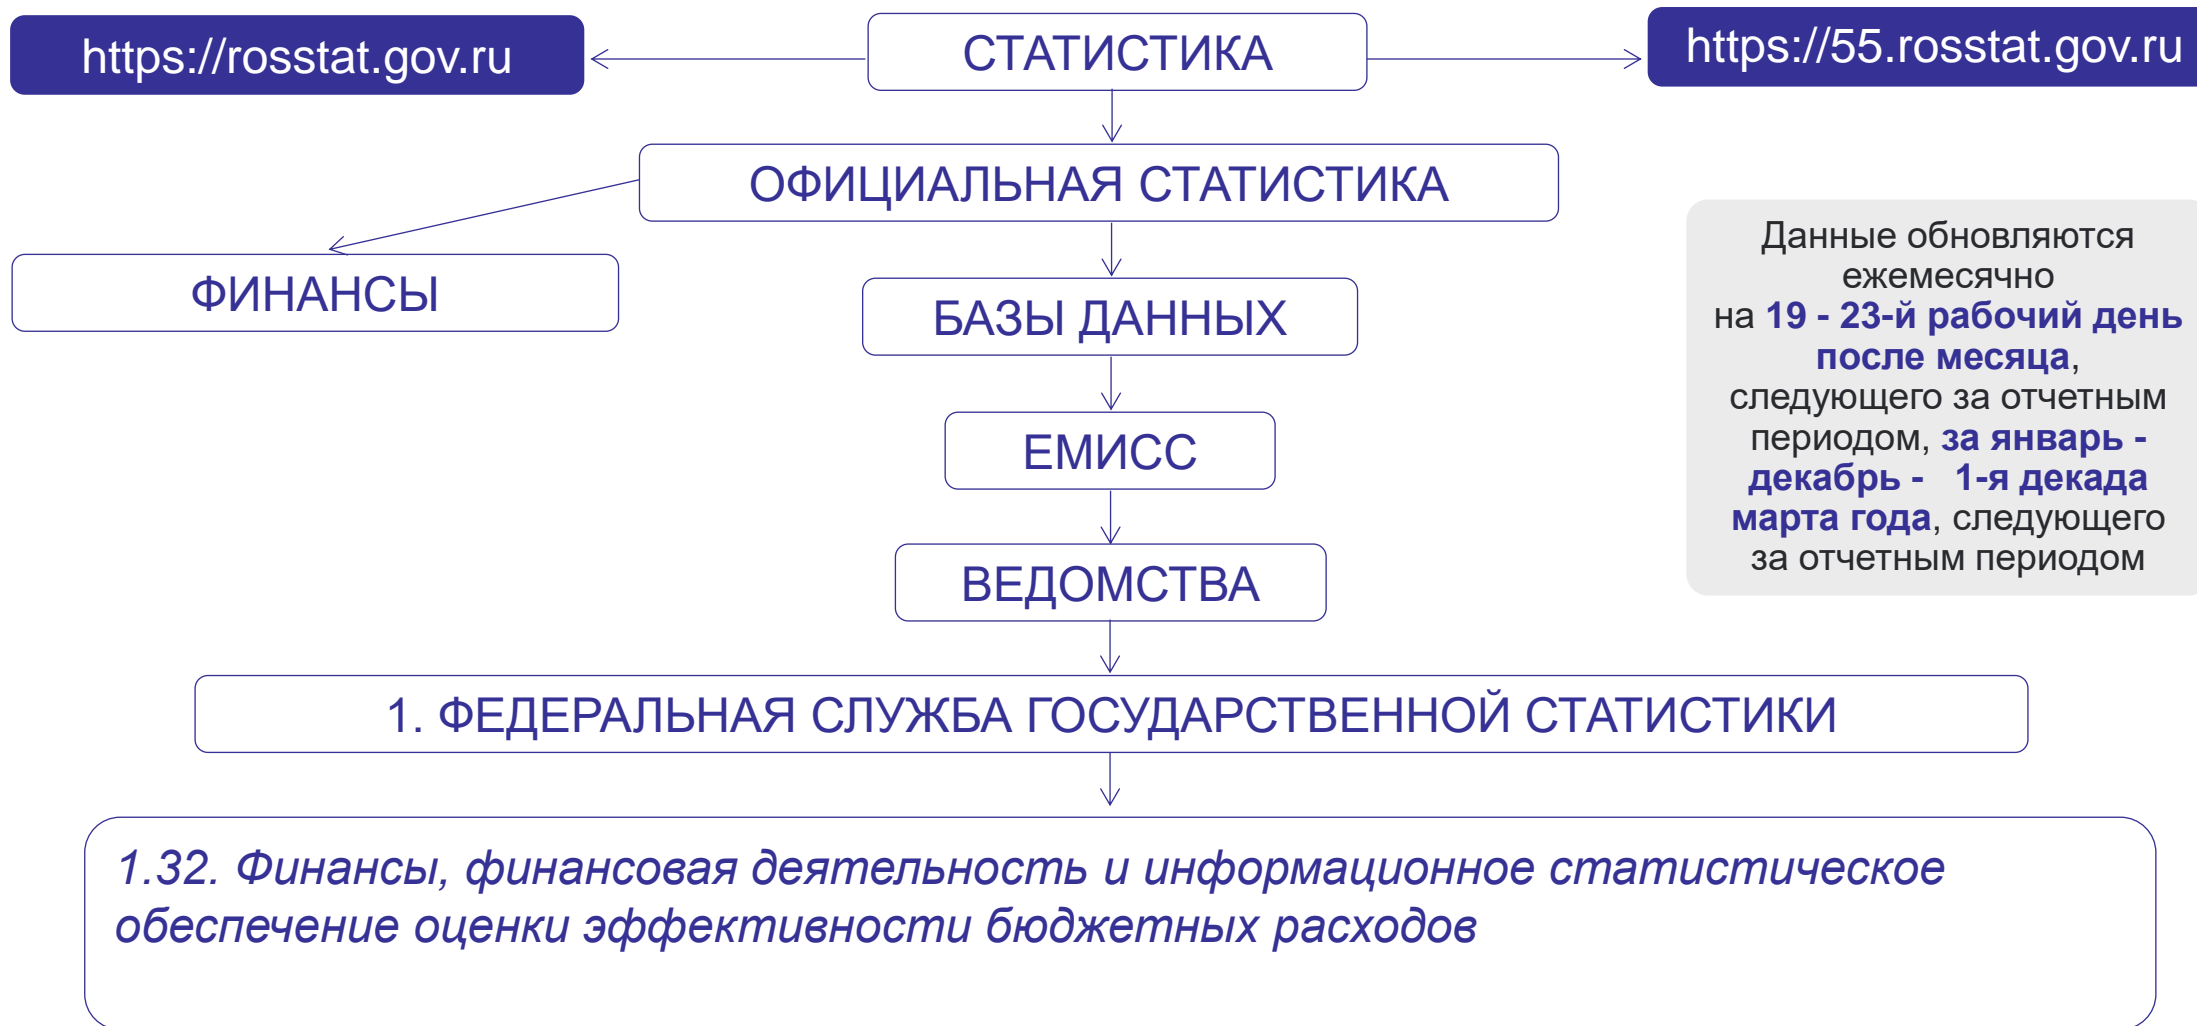 https://rosstat.gov.ru
СТАТИСТИКА
https://55.rosstat.gov.ru
ОФИЦИАЛЬНАЯ СТАТИСТИКА
ФИНАНСЫ
БАЗЫ ДАННЫХ
ЕМИСС
ВЕДОМСТВА
Данные обновляются
ежемесячно
на 19 - 23-й рабочий день
после месяца,
следующего за отчетным
периодом, за январь -
декабрь - 1-я декада
марта года, следующего
за отчетным периодом
1. ФЕДЕРАЛЬНАЯ СЛУЖБА ГОСУДАРСТВЕННОЙ СТАТИСТИКИ
1.32. Финансы, финансовая деятельность и информационное статистическое
обеспечение оценки эффективности бюджетных расходов